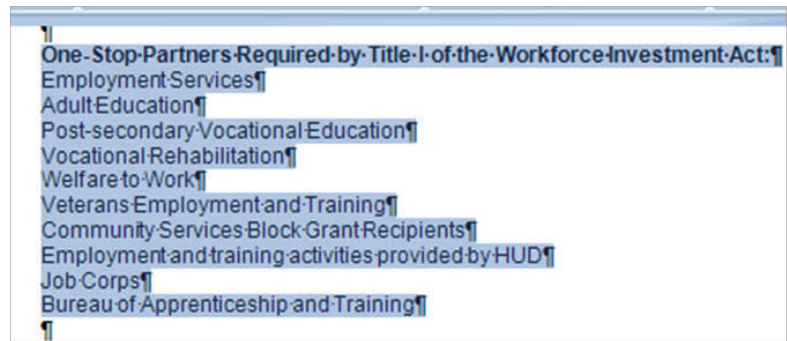 ¶
One-Stop·Partners·Required·by·Title·I·of·the·Workforce·Investment·Act:¶
Employment·Services¶
Adult·Education¶
Post-secondary·Vocational·Education¶
Vocational·Rehabilitation¶
Welfare·to·Work¶
Veterans·Employment·and·Training¶
Community·Services·Block·Grant·Recipients¶
Employment·and·training·activities·provided·by·HUD¶
Job·Corps¶
Bureau·of·Apprenticeship·and·Training¶
¶